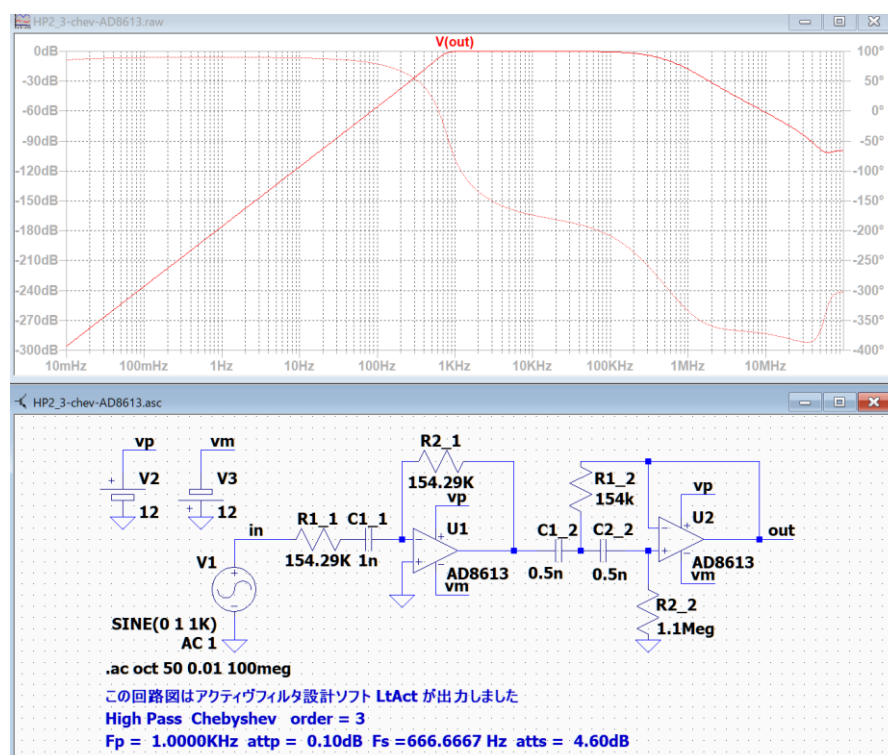 HP2_3-chev-AD8613.raw
V(out)
0dB
-30dB
-60dB
-90dB
-120dB
-150dB
-180dB
-210dB
-240dB
-270dB
-300dB
100°
50°
0°
-50°
-100°
-150°
-200°
-250°
-300°
-350°
-400°
10mHz 100mHz 1Hz 10Hz 100Hz 1KHz 10KHz 100KHz 1MHz 10MHz
HP2_3-chev-AD8613.asc
vp vm
V2 V3
12 12
V1
in
SINE(0 1 1K)
AC 1
R1_1 C1_1
154.29K 1n
R2_1
154.29K
vp
U1
AD8613
vm
C1_2 C2_2
0.5n 0.5n
R1_2
154k
vp
U2
AD8613
vm
out
R2_2
1.1Meg
.ac oct 50 0.01 100meg
この回路図はアクティヴフィルタ設計ソフト LtAct が出力しました
High Pass Chebyshev order = 3
Fp = 1.0000KHz attp = 0.10dB Fs =666.6667 Hz atts = 4.60dB